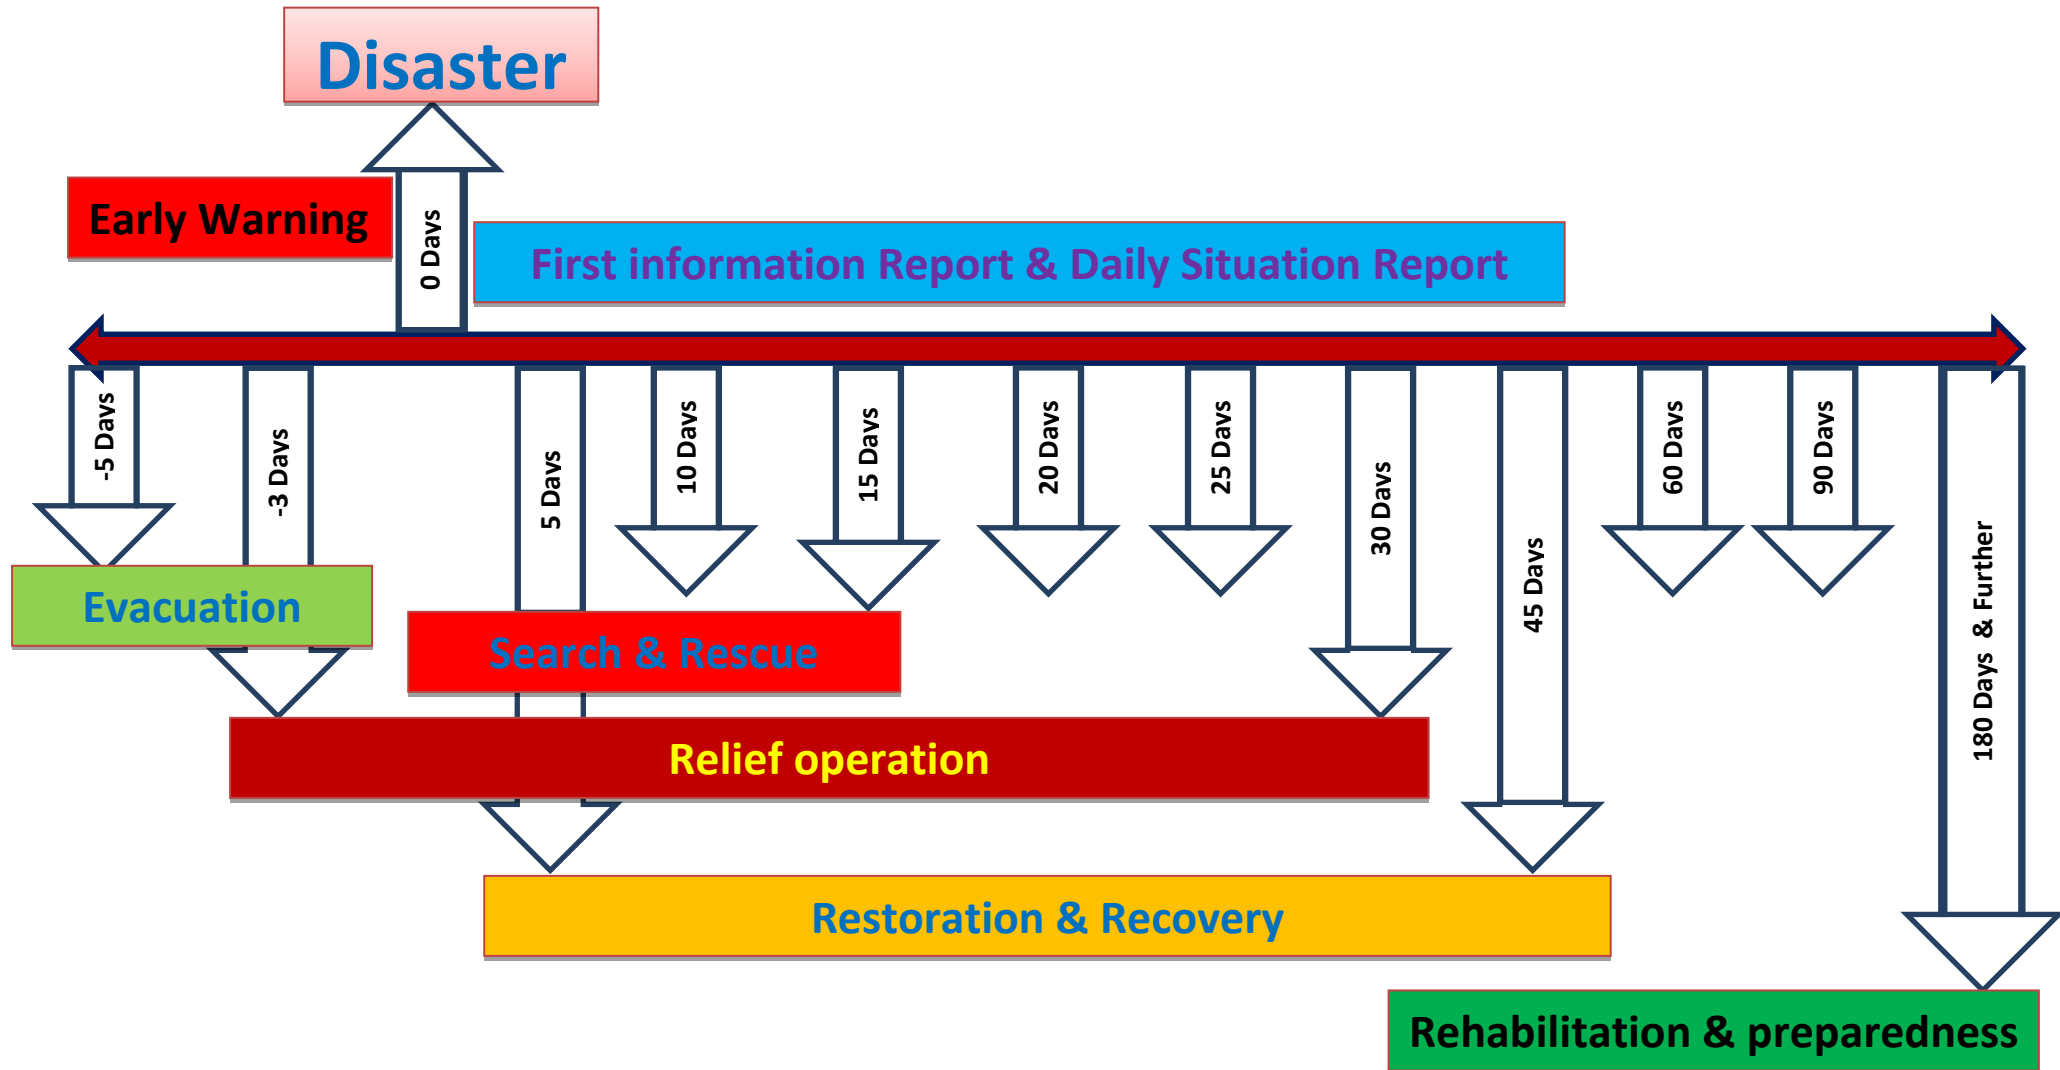 Disaster
Early Warning
0 Days
First information Report & Daily Situation Report
-5 Days
-3 Days
5 Days
10 Days
15 Days
20 Days
25 Days
30 Days
45 Days
60 Days
90 Days
180 Days & Further
Evacuation
Search & Rescue
Relief operation
Restoration & Recovery
Rehabilitation & preparedness